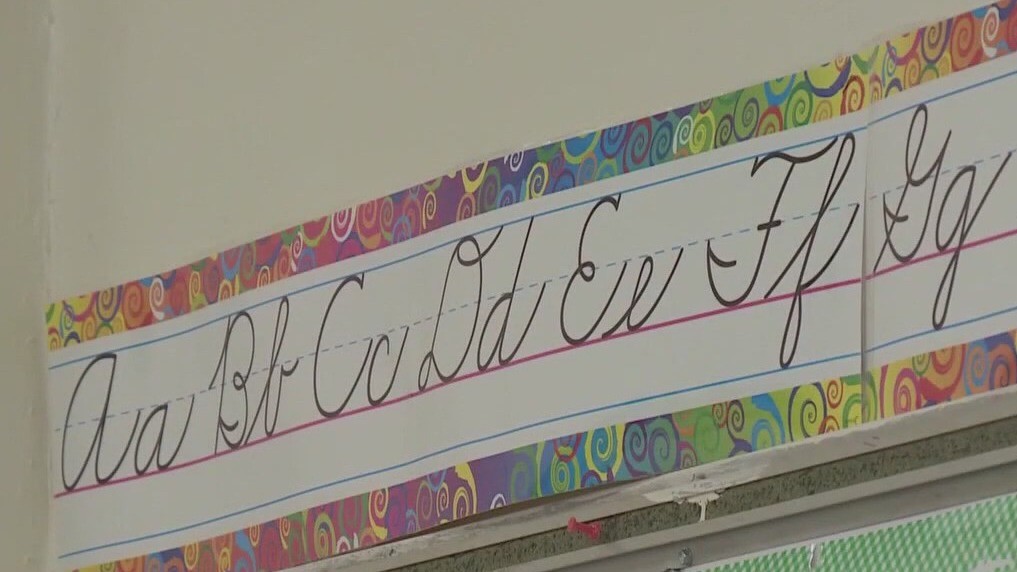 Aa Bb Cc Dd Ee Ff Gg